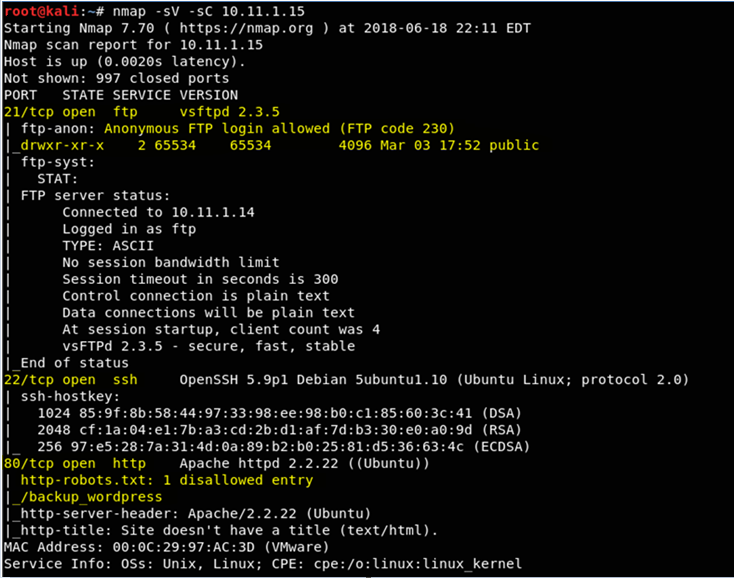 root@kali:~# nmap -sV -sC 10.11.1.15
Starting Nmap 7.70 ( https://nmap.org ) at 2018-06-18 22:11 EDT
Nmap scan report for 10.11.1.15
Host is up (0.0020s latency).
Not shown: 997 closed ports
PORT   STATE SERVICE VERSION
21/tcp open  ftp     vsftpd 2.3.5
| ftp-anon: Anonymous FTP login allowed (FTP code 230)
|_drwxr-xr-x    2 65534    65534        4096 Mar 03 17:52 public
| ftp-syst:
|   STAT:
| FTP server status:
|      Connected to 10.11.1.14
|      Logged in as ftp
|      TYPE: ASCII
|      No session bandwidth limit
|      Session timeout in seconds is 300
|      Control connection is plain text
|      Data connections will be plain text
|      At session startup, client count was 4
|      vsFTPd 2.3.5 - secure, fast, stable
|_End of status
22/tcp open  ssh     OpenSSH 5.9p1 Debian 5ubuntu1.10 (Ubuntu Linux; protocol 2.0)
| ssh-hostkey:
|   1024 85:9f:8b:58:44:97:33:98:ee:98:b0:c1:85:60:3c:41 (DSA)
|   2048 cf:1a:04:e1:7b:a3:cd:2b:d1:af:7d:b3:30:e0:a0:9d (RSA)
|_  256 97:e5:28:7a:31:4d:0a:89:b2:b0:25:81:d5:36:63:4c (ECDSA)
80/tcp open  http    Apache httpd 2.2.22 ((Ubuntu))
| http-robots.txt: 1 disallowed entry
|_/backup_wordpress
|_http-server-header: Apache/2.2.22 (Ubuntu)
|_http-title: Site doesn't have a title (text/html).
MAC Address: 00:0C:29:97:AC:3D (VMware)
Service Info: OSs: Unix, Linux; CPE: cpe:/o:linux:linux_kernel